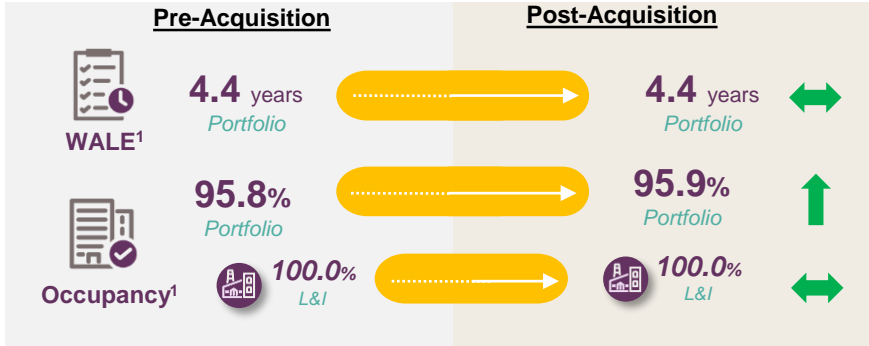 Pre-Acquisition Post-Acquisition
4.4 years 4.4 years
Portfolio Portfolio
WALE¹
95.8% 95.9%
Portfolio Portfolio
100.0% 100.0%
Occupancy¹ L&I L&I